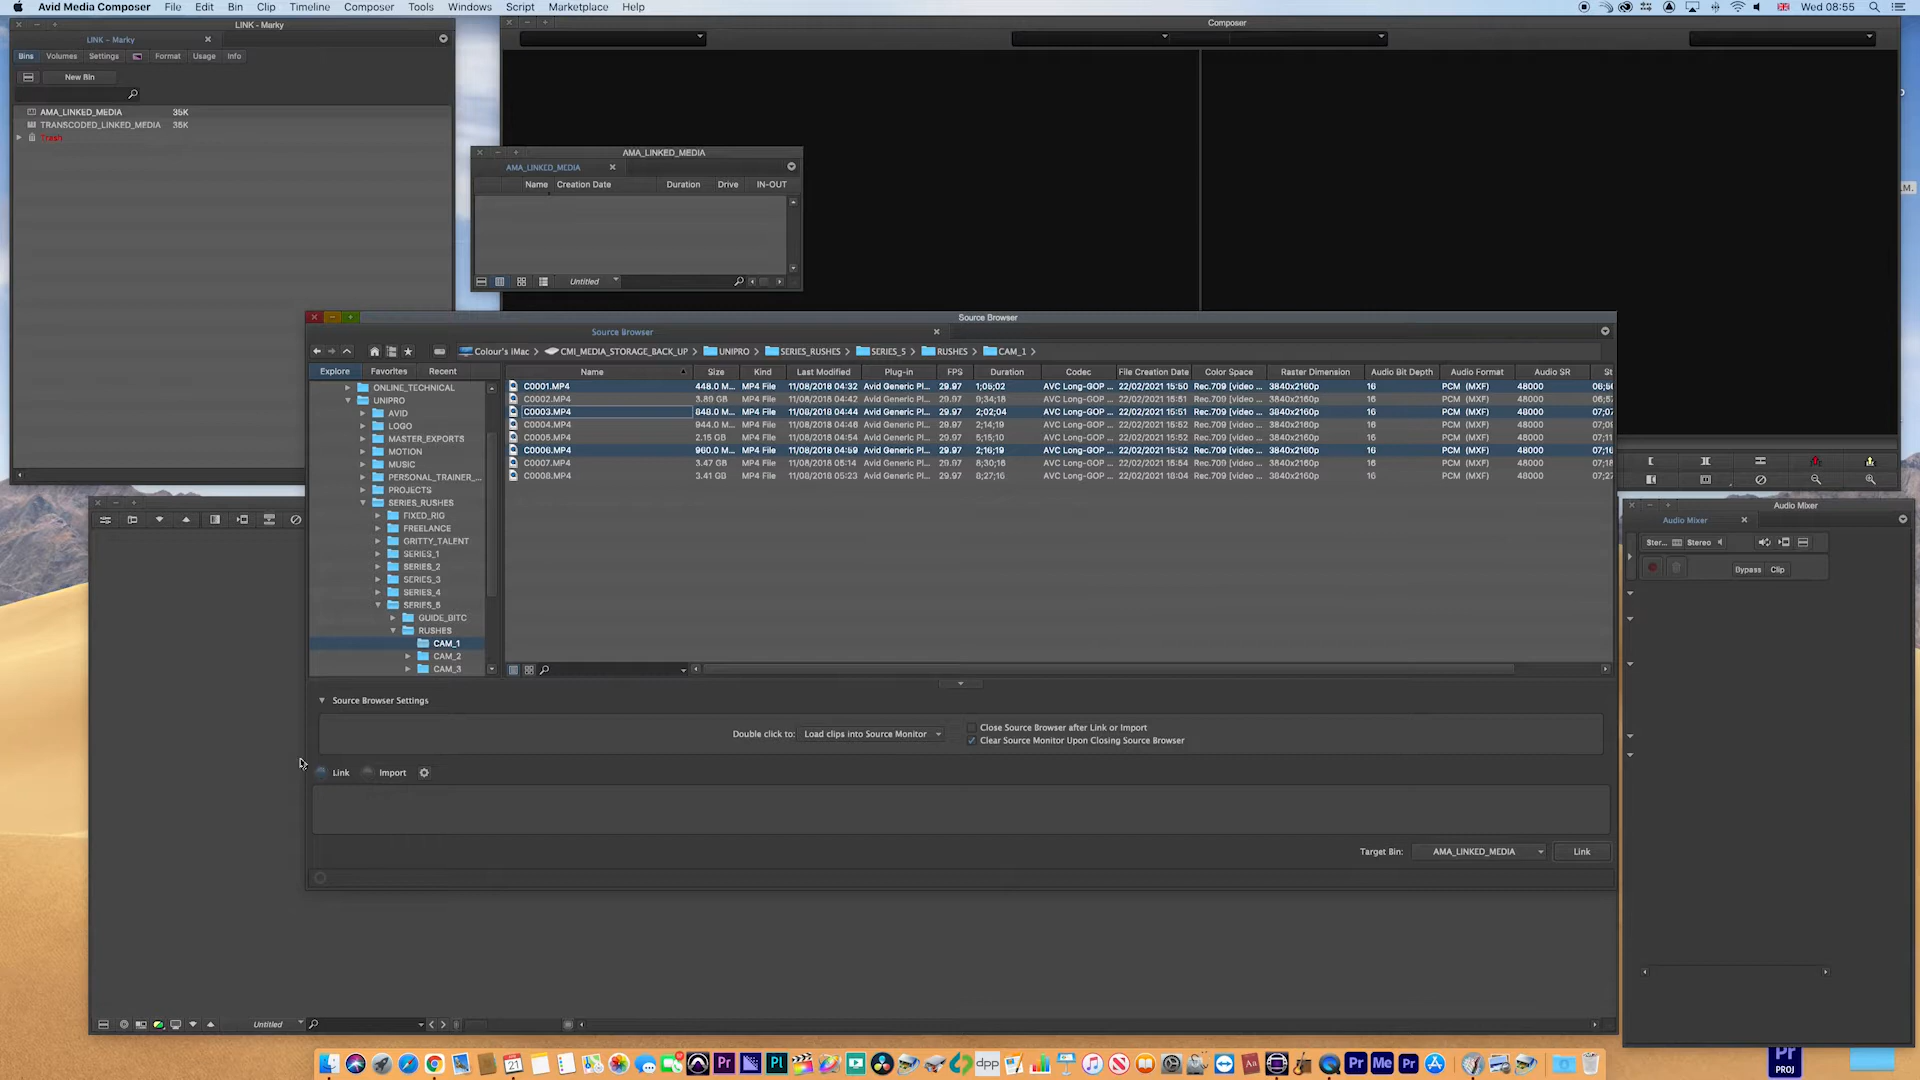 Avid Media Composer File Edit Bin Clip Timeline Composer Tools Windows Script Marketplace Help Wed 08:55
LINK - Marky
LINK - Marky
Bins Volumes Settings Format Usage Info
New Bin
AMA_LINKED_MEDIA 35K
TRANSCODED_LINKED_MEDIA 35K
Trash
Composer
AMA_LINKED_MEDIA
AMA_LINKED_MEDIA
Name Creation Date Duration Drive IN-OUT
Untitled
Source Browser
Source Browser
Colour's iMac CMI_MEDIA_STORAGE_BACK_UP UNIPRO SERIES_RUSHES SERIES_5 RUSHES CAM_1
Explore Favorites Recent
ONLINE_TECHNICAL
UNIPRO
AVID
LOGO
MASTER_EXPORTS
MOTION
MUSIC
PERSONAL_TRAINER_...
PROJECTS
SERIES_RUSHES
FIXED_RIG
FREELANCE
GRITTY_TALENT
SERIES_1
SERIES_2
SERIES_3
SERIES_4
SERIES_5
GUIDE_BITC
RUSHES
CAM_1
CAM_2
CAM_3
Name Size Kind Last Modified Plug-in FPS Duration Codec File Creation Date Color Space Raster Dimension Audio Bit Depth Audio Format Audio SR St
C0001.MP4 448.0 M... MP4 File 11/08/2018 04:32 Avid Generic Pl... 29.97 1;05;02 AVC Long-GOP ... 22/02/2021 15:50 Rec.709 [video ... 3840x2160p 16 PCM (MXF) 48000
C0002.MP4 3.89 GB MP4 File 11/08/2018 04:42 Avid Generic Pl... 29.97 9;34;18 AVC Long-GOP ... 22/02/2021 15:51 Rec.709 [video ... 3840x2160p 16 PCM (MXF) 48000
C0003.MP4 848.0 M... MP4 File 11/08/2018 04:44 Avid Generic Pl... 29.97 2;02;04 AVC Long-GOP ... 22/02/2021 15:51 Rec.709 [video ... 3840x2160p 16 PCM (MXF) 48000
C0004.MP4 944.0 M... MP4 File 11/08/2018 04:46 Avid Generic Pl... 29.97 2;14;19 AVC Long-GOP ... 22/02/2021 15:52 Rec.709 [video ... 3840x2160p 16 PCM (MXF) 48000
C0005.MP4 2.15 GB MP4 File 11/08/2018 04:54 Avid Generic Pl... 29.97 5;15;10 AVC Long-GOP ... 22/02/2021 15:52 Rec.709 [video ... 3840x2160p 16 PCM (MXF) 48000
C0006.MP4 960.0 M... MP4 File 11/08/2018 04:59 Avid Generic Pl... 29.97 2;16;19 AVC Long-GOP ... 22/02/2021 15:52 Rec.709 [video ... 3840x2160p 16 PCM (MXF) 48000
C0007.MP4 3.47 GB MP4 File 11/08/2018 05:14 Avid Generic Pl... 29.97 8;30;16 AVC Long-GOP ... 22/02/2021 15:54 Rec.709 [video ... 3840x2160p 16 PCM (MXF) 48000
C0008.MP4 3.41 GB MP4 File 11/08/2018 05:23 Avid Generic Pl... 29.97 8;27;16 AVC Long-GOP ... 22/02/2021 18:04 Rec.709 [video ... 3840x2160p 16 PCM (MXF) 48000
Source Browser Settings
Double click to: Load clips into Source Monitor
Close Source Browser after Link or Import
Clear Source Monitor Upon Closing Source Browser
Link Import
Target Bin: AMA_LINKED_MEDIA Link
Audio Mixer
Audio Mixer
Ster... Stereo
Bypass Clip
Untitled
Pr
PROJ
Pr Pl dpp Aa Pr Me Pr